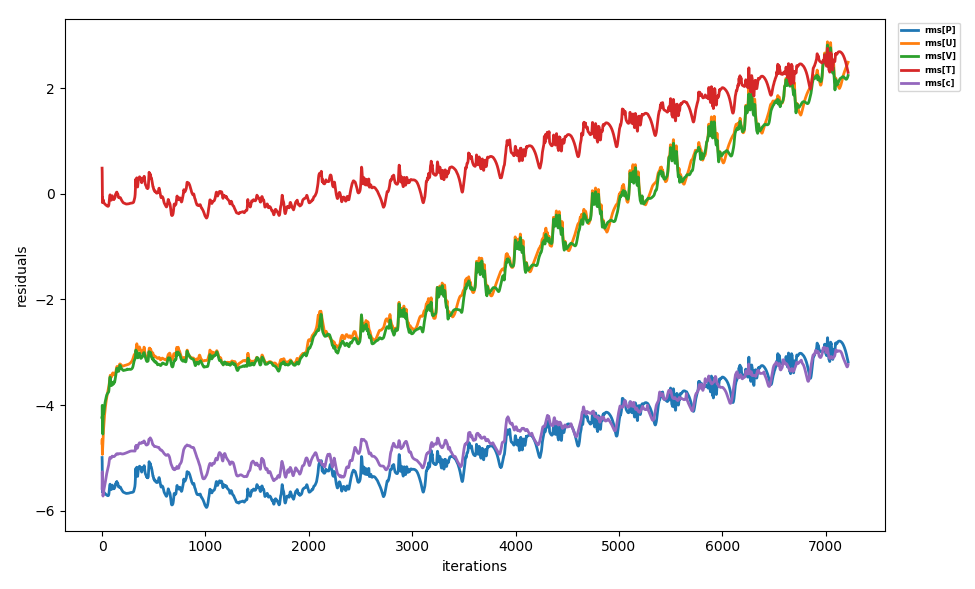 rms[P]
rms[U]
rms[V]
rms[T]
rms[c]
2
0
−2
−4
−6
residuals
0 1000 2000 3000 4000 5000 6000 7000
iterations